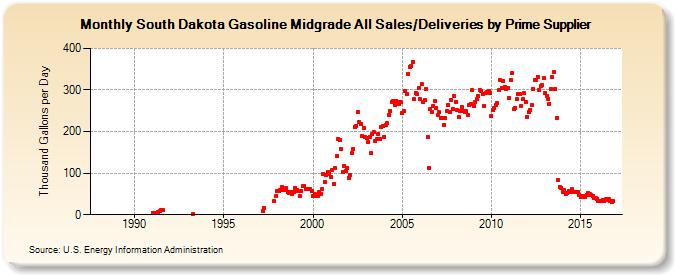 Monthly South Dakota Gasoline Midgrade All Sales/Deliveries by Prime Supplier
Thousand Gallons per Day
400
300
200
100
0
1990 1995 2000 2005 2010 2015
Source: U.S. Energy Information Administration